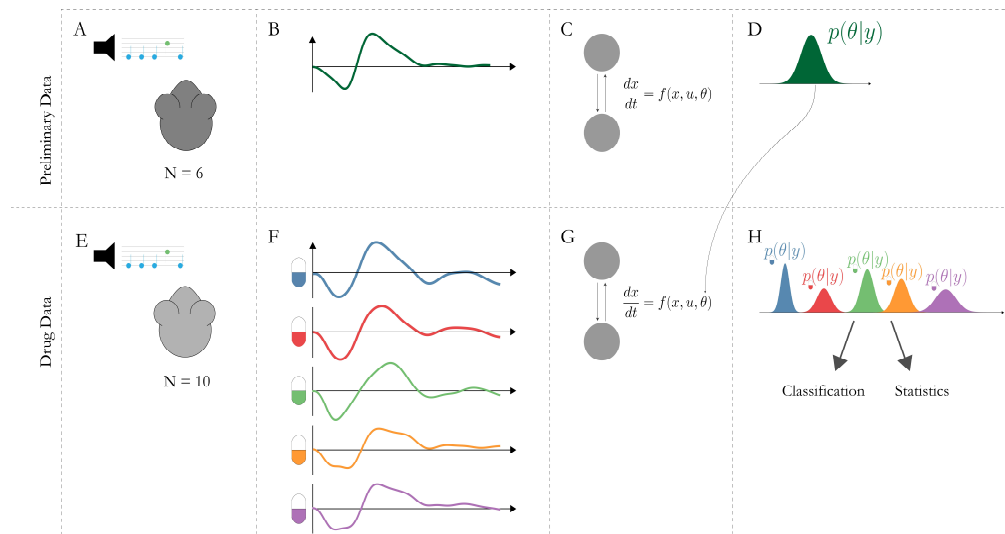 A
B
C
D
p(θ|y)
dx
dt
= f(x, u, θ)
Preliminary Data
N = 6
E
F
G
H
p(θ|y)
p(θ|y)
p(θ|y)
p(θ|y)
p(θ|y)
dx
dt
= f(x, u, θ)
Drug Data
N = 10
Classification
Statistics